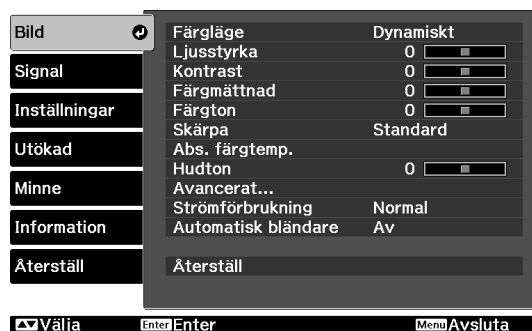 Bild
Signal
Inställningar
Utökad
Minne
Information
Återställ
Färgläge Dynamiskt
Ljusstyrka 0
Kontrast 0
Färgmättnad 0
Färgton 0
Skärpa Standard
Abs. färgtemp.
Hudton 0
Avancerat...
Strömförbrukning Normal
Automatisk bländare Av
Återställ
Välja Enter Enter Menu Avsluta